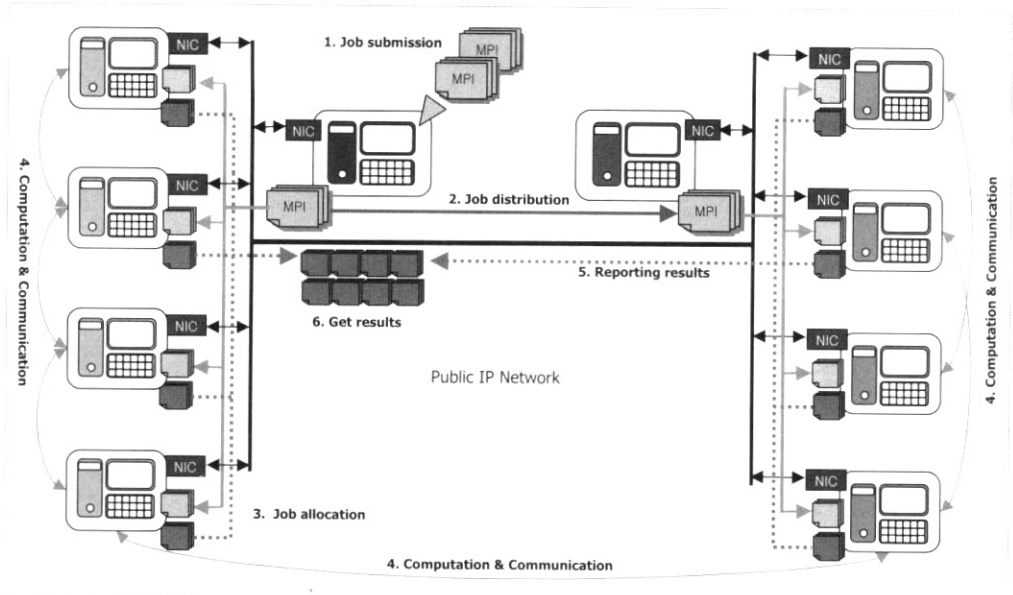 NIC
1. Job submission
MPI
MPI
NIC
NIC
NIC
NIC
4. Computation & Communication
NIC
MPI
2. Job distribution
MPI
NIC
4. Computation & Communication
5. Reporting results
6. Get results
NIC
NIC
Public IP Network
NIC
NIC
3. Job allocation
4. Computation & Communication